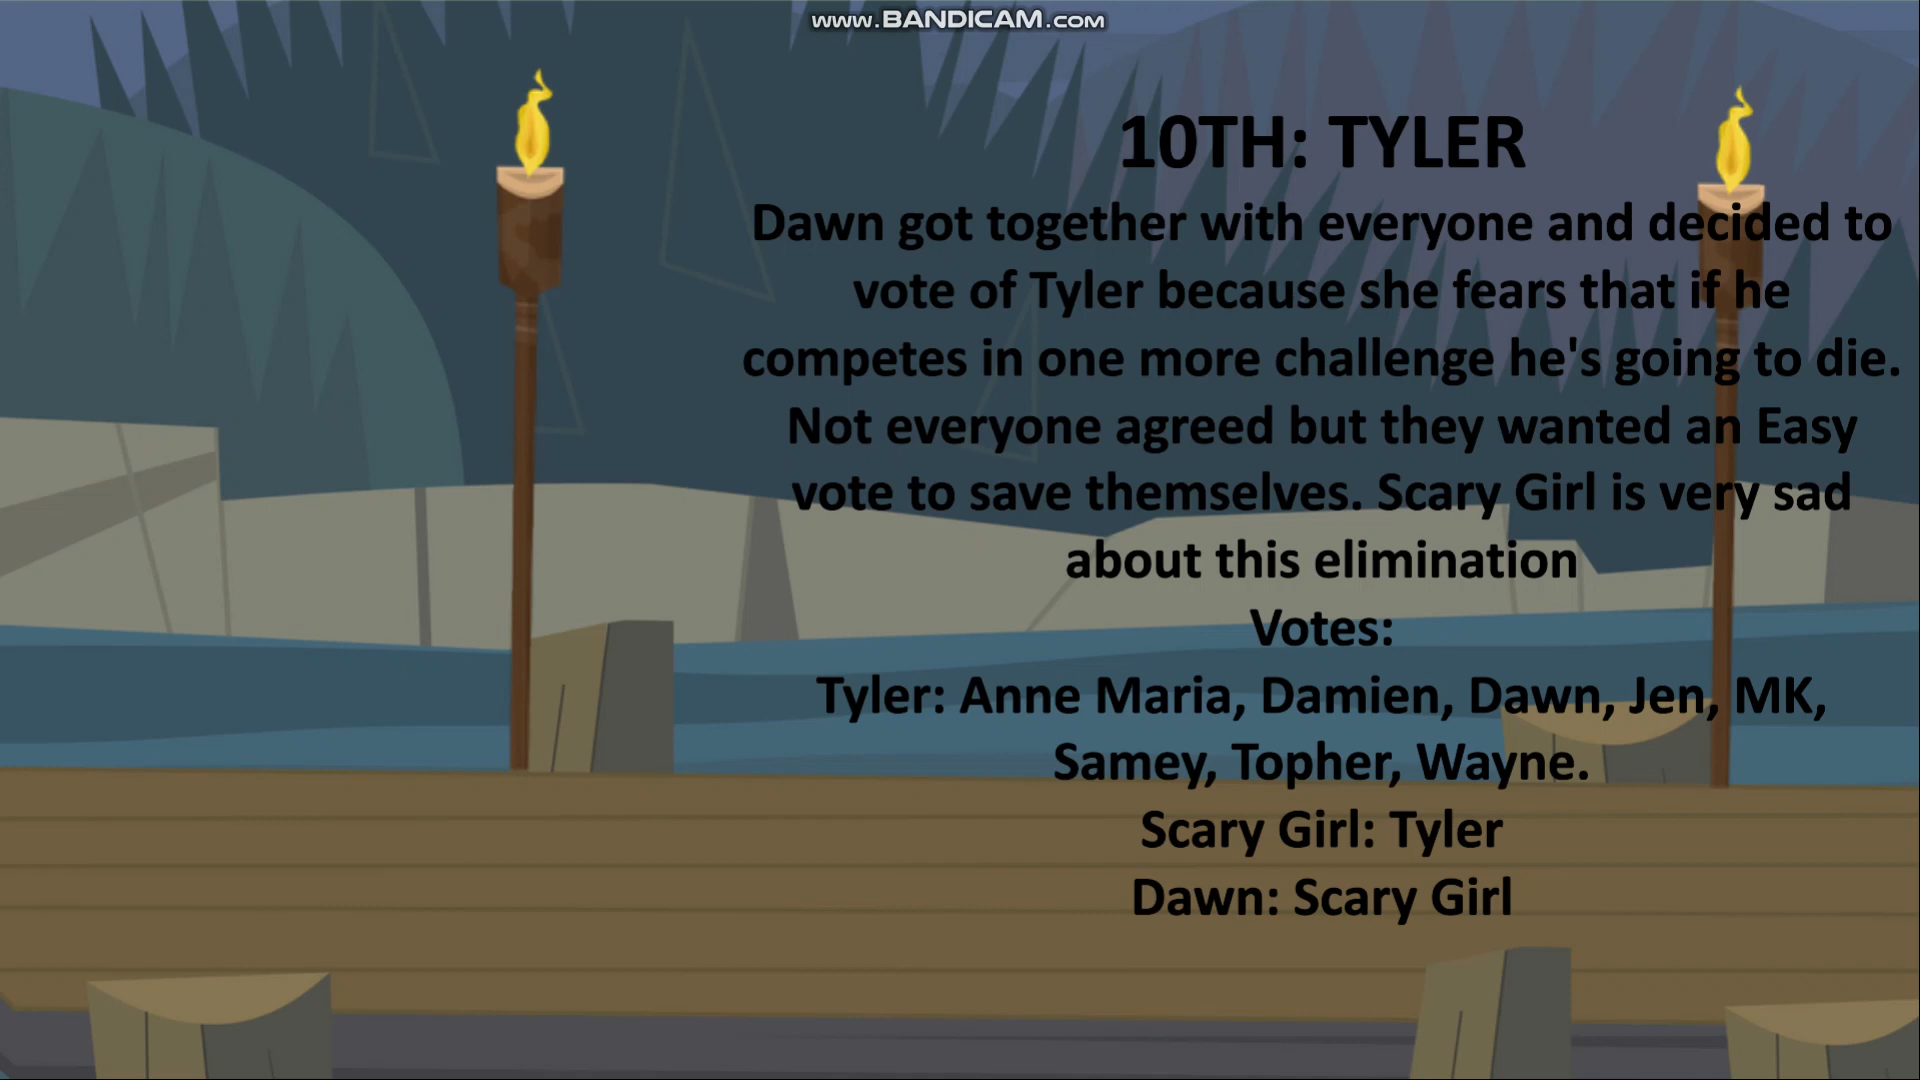 www.BANDICAM.com
10TH: TYLER
Dawn got together with everyone and decided to
vote of Tyler because she fears that if he
competes in one more challenge he's going to die.
Not everyone agreed but they wanted an Easy
vote to save themselves. Scary Girl is very sad
about this elimination
Votes:
Tyler: Anne Maria, Damien, Dawn, Jen, MK,
Samey, Topher, Wayne.
Scary Girl: Tyler
Dawn: Scary Girl